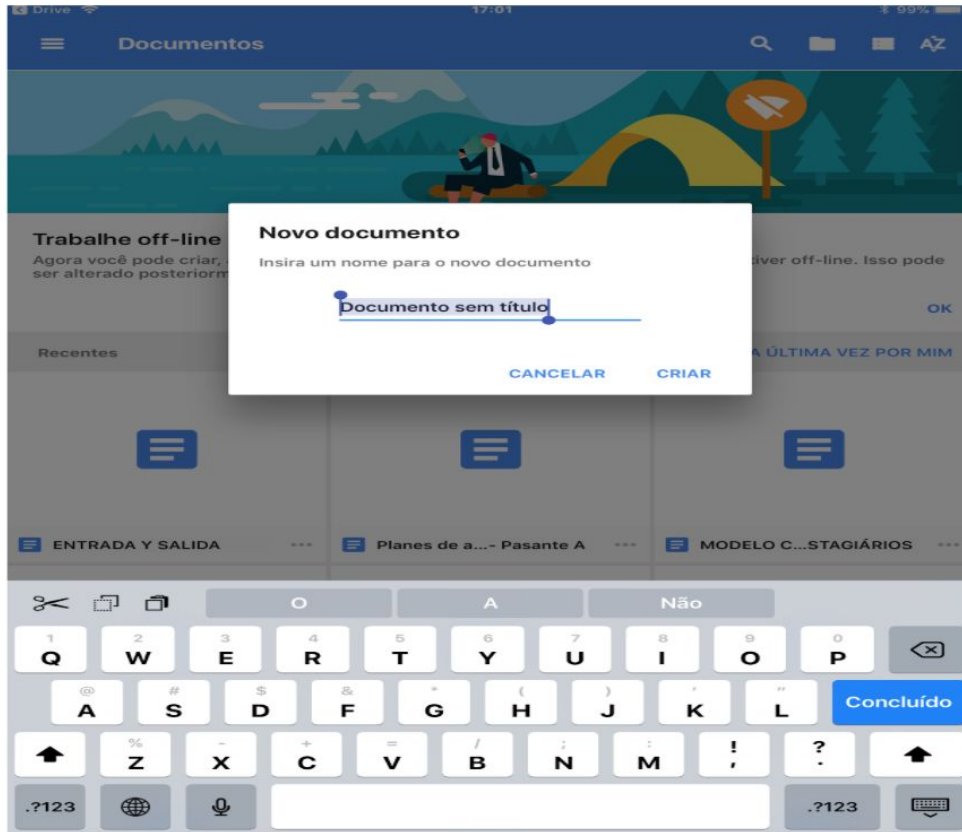 Drive 17:01 99%
Documentos
AZ
Novo documento
Insira um nome para o novo documento
Documento sem título
CANCELAR CRIAR
Trabalhe off-line
Agora você pode criar, iver off-line. Isso pode
ser alterado posteriorm
OK
Recentes A ÚLTIMA VEZ POR MIM
ENTRADA Y SALIDA ... Planes de a...- Pasante A ... MODELO C...STAGIÁRIOS ...
O A Não
1 2 3 4 5 6 7 8 9 0
Q W E R T Y U I O P
@ # $ & * ( ) ' "
A S D F G H J K L Concluído
% - + = / ; : ! ?
Z X C V B N M , .
.?123 .?123